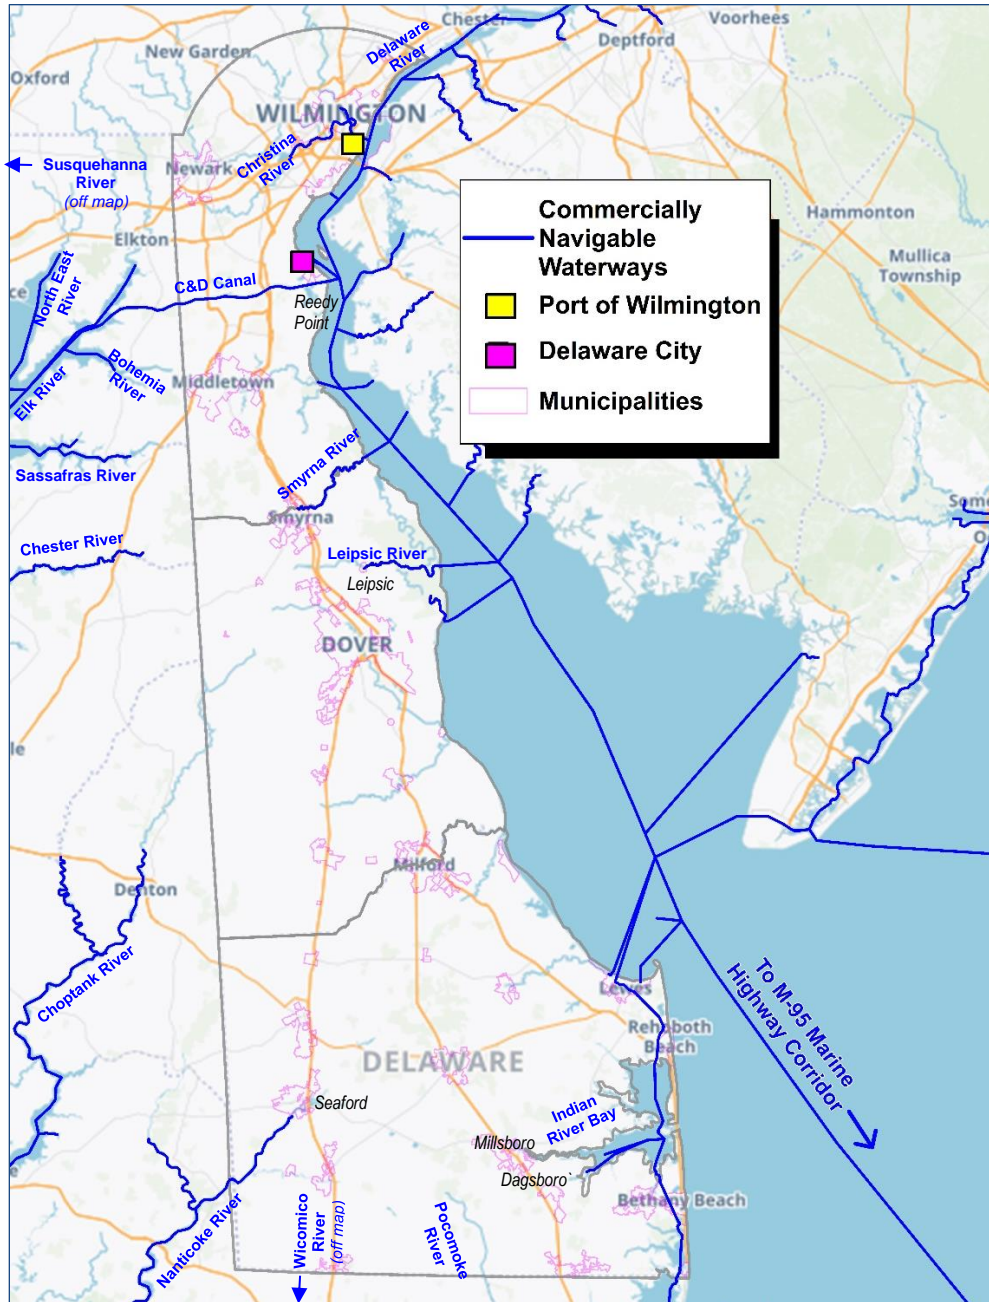 Chester
Voorhees
Deptford
Delaware
River
New Garden
Oxford
WILMINGTON
Christina
River
Newark
Susquehanna
River
(off map)
Elkton
North East
River
C&D Canal
Reedy
Point
Commercially
Navigable
Waterways
Port of Wilmington
Delaware City
Municipalities
Hammonton
Mullica
Township
ce
Elk River
Bohemia
River
Middletown
Sassafras River
Smyrna River
Smyrna
Chester River
Leipsic River
Leipsic
DOVER
Some
O
le
Milford
Denton
Choptank River
Lewes
Rehoboth
Beach
To M-95 Marine
Highway Corridor
DELAWARE
Seaford
Indian
River Bay
Millsboro
Dagsboro`
Bethany Beach
e
Nanticoke River
Wicomico
River
(off map)
Pocomoke
River